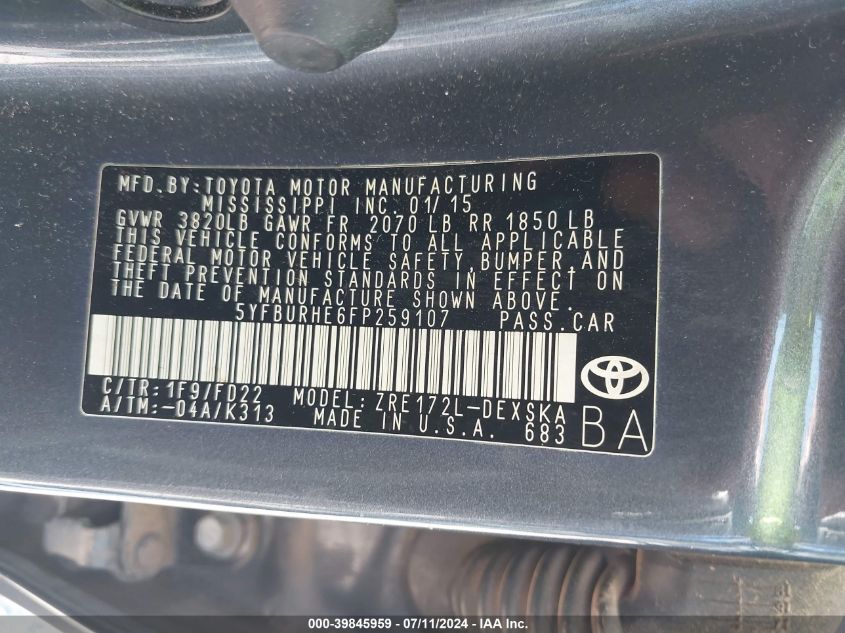 MFD. BY: TOYOTA MOTOR MANUFACTURING
MISSISSIPPI INC. 01/15
GVWR 3820LB GAWR FR 2070 LB RR 1850 LB
THIS VEHICLE CONFORMS TO ALL APPLICABLE
FEDERAL MOTOR VEHICLE SAFETY, BUMPER, AND
THEFT PREVENTION STANDARDS IN EFFECT ON
THE DATE OF MANUFACTURE SHOWN ABOVE.
5YFBURHE6FP259107 PASS. CAR
C/TR: 1F9/FD22 MODEL: ZRE172L-DEXSKA
A/TM: -04A/K313 MADE IN U.S.A. 683
BA
000-39845959 / 07/11/2024 - IAA Inc.